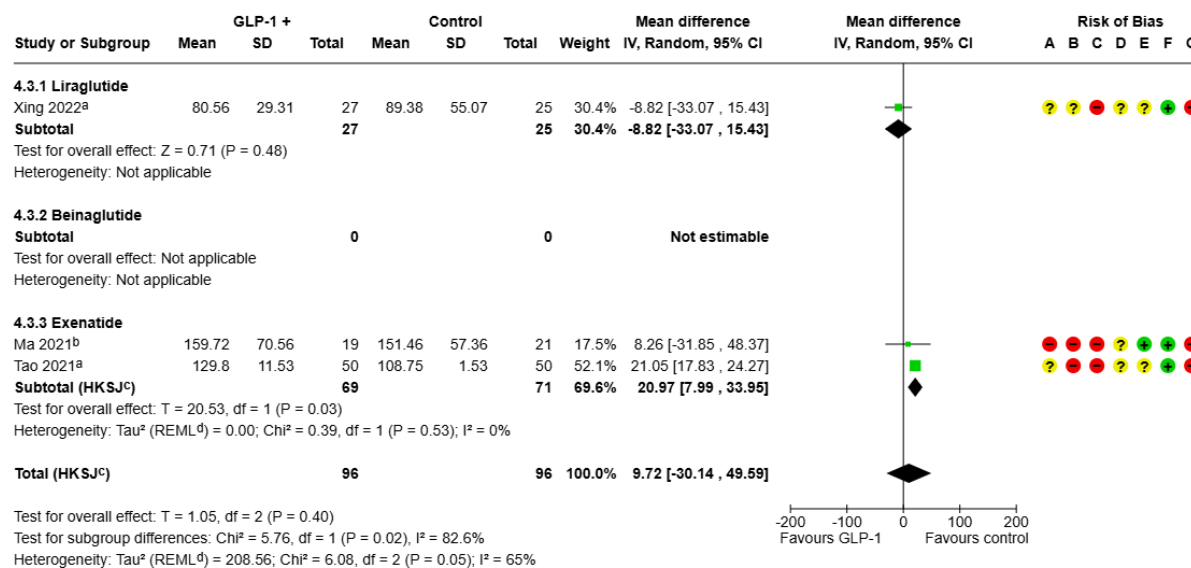 GLP-1 + Control Mean difference Mean difference Risk of Bias
Study or Subgroup Mean SD Total Mean SD Total Weight IV, Random, 95% CI IV, Random, 95% CI A B C D E F G
4.3.1 Liraglutide
Xing 2022ᵃ 80.56 29.31 27 89.38 55.07 25 30.4% -8.82 [-33.07 , 15.43] ? ? − ? ? + −
Subtotal 27 25 30.4% -8.82 [-33.07 , 15.43]
Test for overall effect: Z = 0.71 (P = 0.48)
Heterogeneity: Not applicable
4.3.2 Beinaglutide
Subtotal 0 0 Not estimable
Test for overall effect: Not applicable
Heterogeneity: Not applicable
4.3.3 Exenatide
Ma 2021ᵇ 159.72 70.56 19 151.46 57.36 21 17.5% 8.26 [-31.85 , 48.37] − − − ? + + −
Tao 2021ᵃ 129.8 11.53 50 108.75 1.53 50 52.1% 21.05 [17.83 , 24.27] ? − − ? ? + −
Subtotal (HKSJᶜ) 69 71 69.6% 20.97 [7.99 , 33.95]
Test for overall effect: T = 20.53, df = 1 (P = 0.03)
Heterogeneity: Tau² (REMLᵈ) = 0.00; Chi² = 0.39, df = 1 (P = 0.53); I² = 0%
Total (HKSJᶜ) 96 96 100.0% 9.72 [-30.14 , 49.59]
Test for overall effect: T = 1.05, df = 2 (P = 0.40)
Test for subgroup differences: Chi² = 5.76, df = 1 (P = 0.02), I² = 82.6%
Heterogeneity: Tau² (REMLᵈ) = 208.56; Chi² = 6.08, df = 2 (P = 0.05); I² = 65%
-200 -100 0 100 200
Favours GLP-1 Favours control